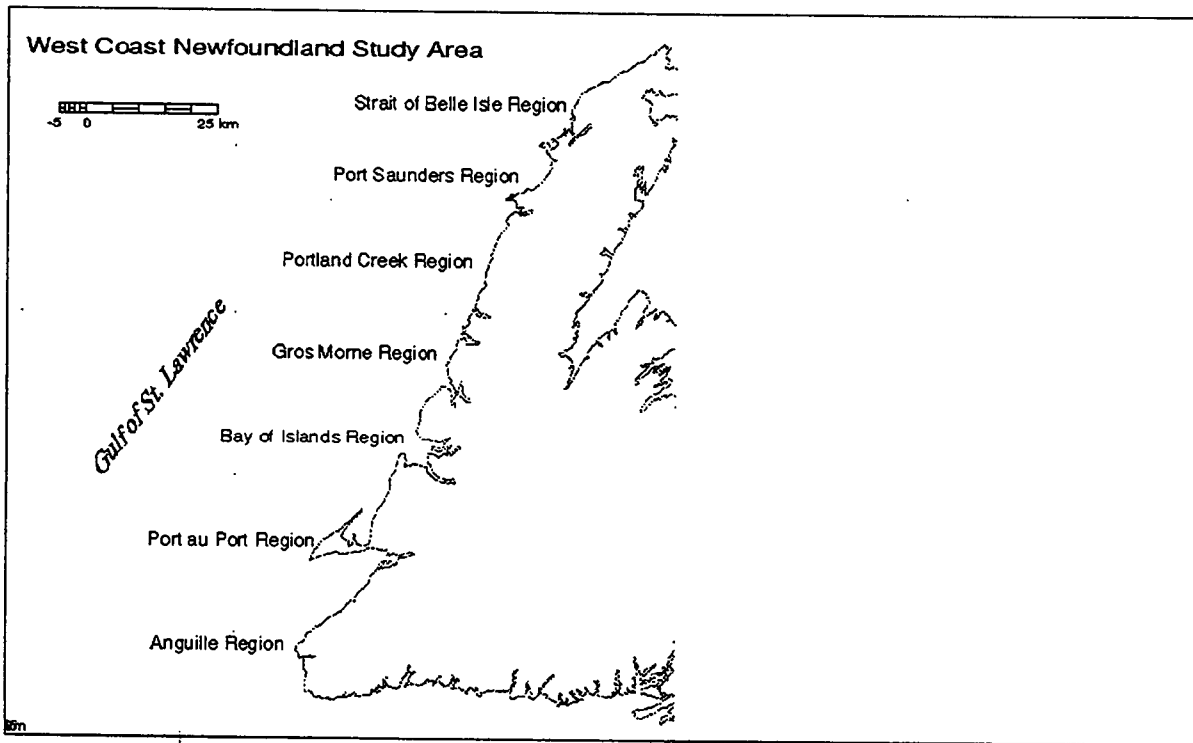 West Coast Newfoundland Study Area
-5 0 25 km
Strait of Belle Isle Region
Port Saunders Region
Portland Creek Region
Gros Morne Region
Gulf of St. Lawrence
Bay of Islands Region
Port au Port Region
Anguille Region